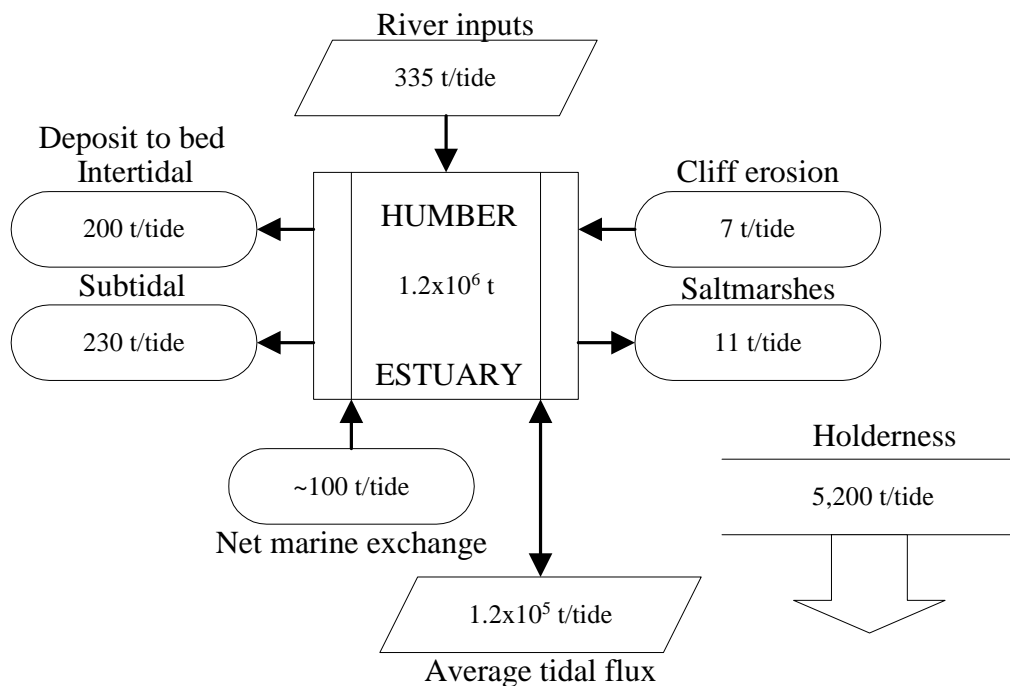 River inputs
335 t/tide
Deposit to bed
Intertidal
200 t/tide
Subtidal
230 t/tide
HUMBER
1.2x10⁶ t
ESTUARY
Cliff erosion
7 t/tide
Saltmarshes
11 t/tide
~100 t/tide
Net marine exchange
Holderness
5,200 t/tide
1.2x10⁵ t/tide
Average tidal flux